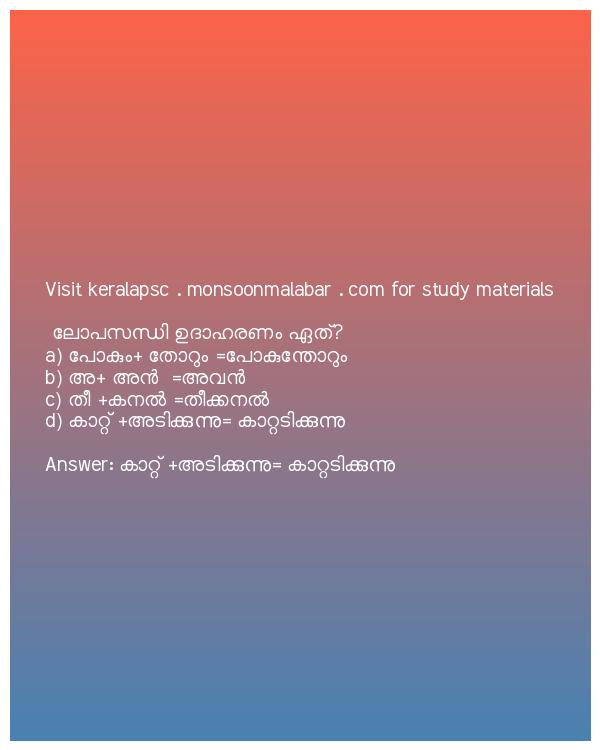 Visit keralapsc . monsoonmalabar . com for study materials
ലോപസന്ധി ഉദാഹരണം ഏത്?
a) പോകും+ തോറും =പോകുന്തോറും
b) അ+ അൻ =അവൻ
c) തീ +കനൽ =തീക്കനൽ
d) കാറ്റ് +അടിക്കുന്നു= കാറ്റടിക്കുന്നു
Answer: കാറ്റ് +അടിക്കുന്നു= കാറ്റടിക്കുന്നു